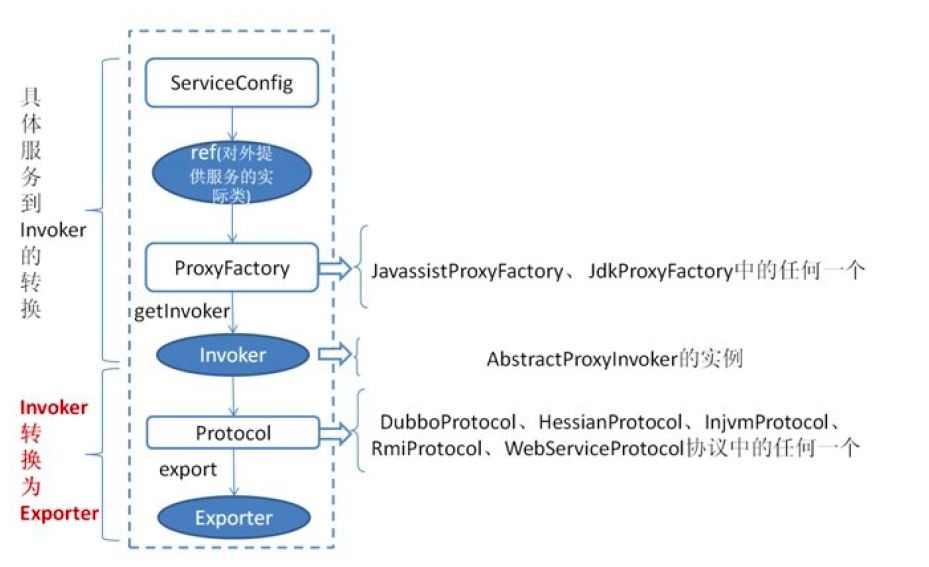 ServiceConfig
ref(对外提
供服务的实
际类)
具
体
服
务
到
Invoker
的
转
换
ProxyFactory
JavassistProxyFactory、JdkProxyFactory中的任何一个
getInvoker
Invoker
AbstractProxyInvoker的实例
Invoker
转
换
为
Exporter
Protocol
DubboProtocol、HessianProtocol、InjvmProtocol、
RmiProtocol、WebServiceProtocol协议中的任何一个
export
Exporter